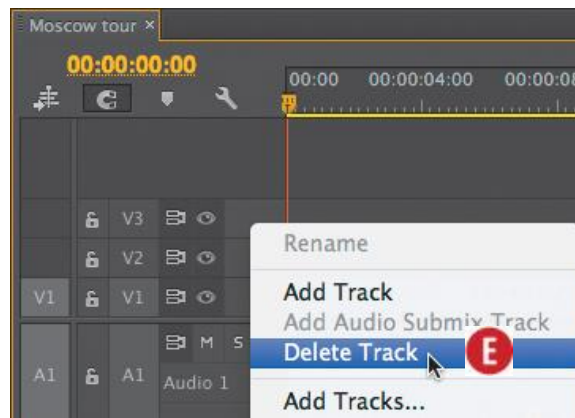 Moscow tour ×
00:00:00:00
00:00 00:00:04:00 00:00:08
V3
V2
V1 V1
M S
A1 A1 Audio 1
Rename
Add Track
Add Audio Submix Track
Delete Track E
Add Tracks...